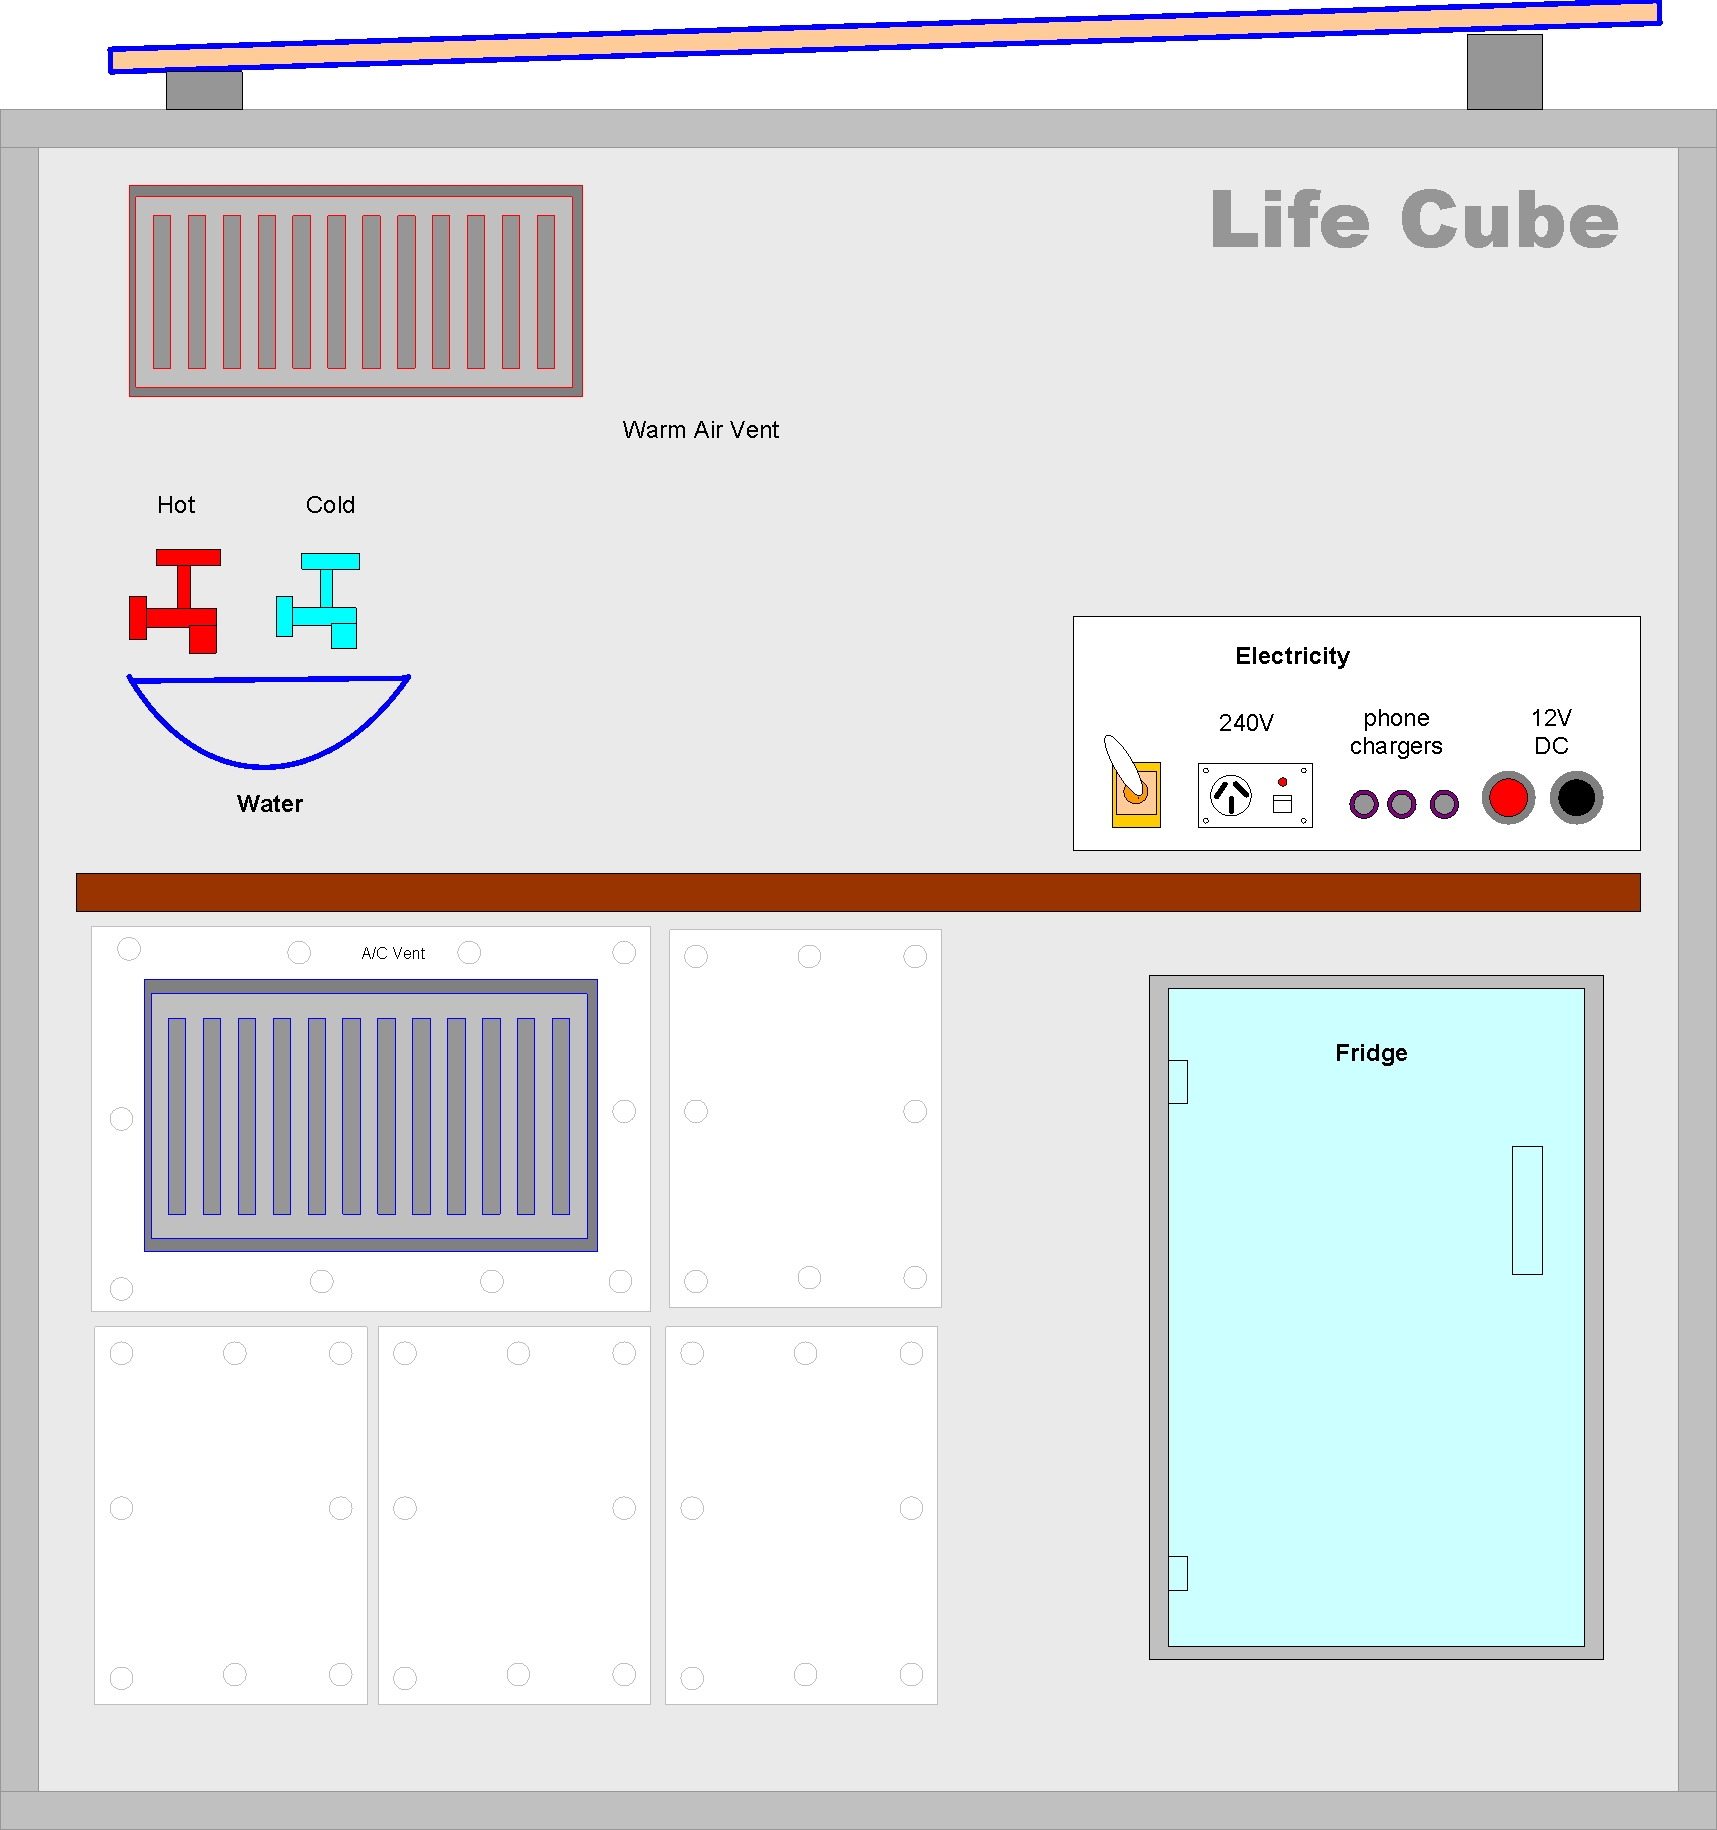 Life Cube
Warm Air Vent
Hot
Cold
Water
Electricity
240V
phone
chargers
12V
DC
A/C Vent
Fridge